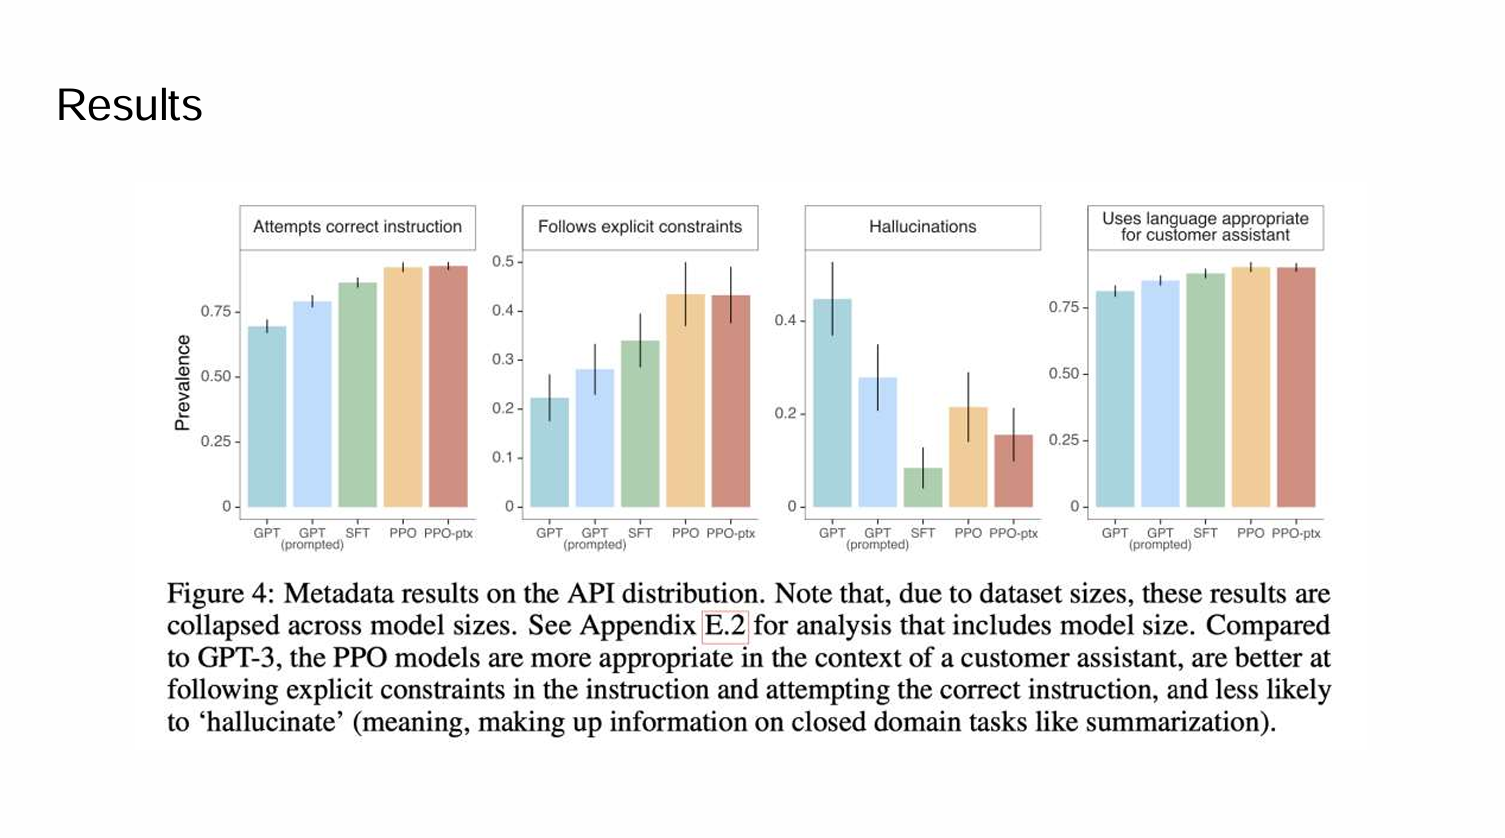 Results
Attempts correct instruction
Follows explicit constraints
Hallucinations
Uses language appropriate
for customer assistant
Prevalence
0.75
0.50
0.25
0
GPT GPT SFT PPO PPO-ptx
(prompted)
0.5
0.4
0.3
0.2
0.1
0
GPT GPT SFT PPO PPO-ptx
(prompted)
0.4
0.2
0
GPT GPT SFT PPO PPO-ptx
(prompted)
0.75
0.50
0.25
0
GPT GPT SFT PPO PPO-ptx
(prompted)
Figure 4: Metadata results on the API distribution. Note that, due to dataset sizes, these results are
collapsed across model sizes. See Appendix E.2 for analysis that includes model size. Compared
to GPT-3, the PPO models are more appropriate in the context of a customer assistant, are better at
following explicit constraints in the instruction and attempting the correct instruction, and less likely
to ‘hallucinate’ (meaning, making up information on closed domain tasks like summarization).